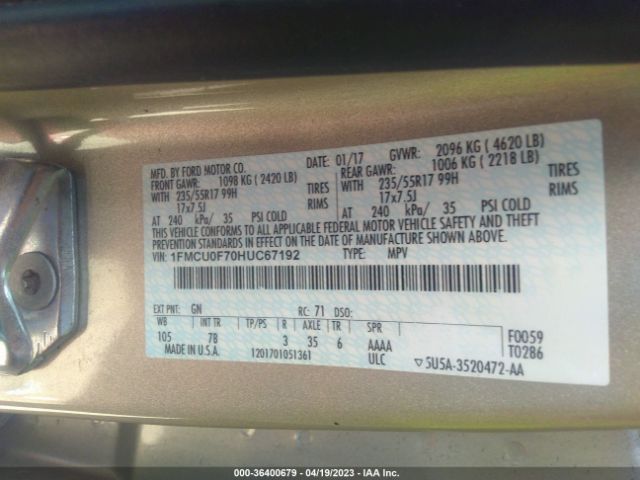 MFD. BY FORD MOTOR CO.
DATE: 01/17 GVWR: 2096 KG ( 4620 LB)
FRONT GAWR: 1098 KG ( 2420 LB) REAR GAWR: 1006 KG ( 2218 LB)
WITH 235/55R17 99H TIRES WITH 235/55R17 99H TIRES
17x7.5J RIMS 17x7.5J RIMS
AT 240 kPa/ 35 PSI COLD AT 240 kPa/ 35 PSI COLD
THIS VEHICLE CONFORMS TO ALL APPLICABLE FEDERAL MOTOR VEHICLE SAFETY AND THEFT
PREVENTION STANDARDS IN EFFECT ON THE DATE OF MANUFACTURE SHOWN ABOVE.
VIN: 1FMCU0F70HUC67192 TYPE: MPV
EXT PNT: GN RC: 71 DSO:
WB INT TR TP/PS R AXLE TR SPR F0059
105 78 3 35 6 AAAA T0286
MADE IN U.S.A. 1201701051361 ULC ▽5U5A-3520472-AA
000-36400679 - 04/19/2023 - IAA Inc.